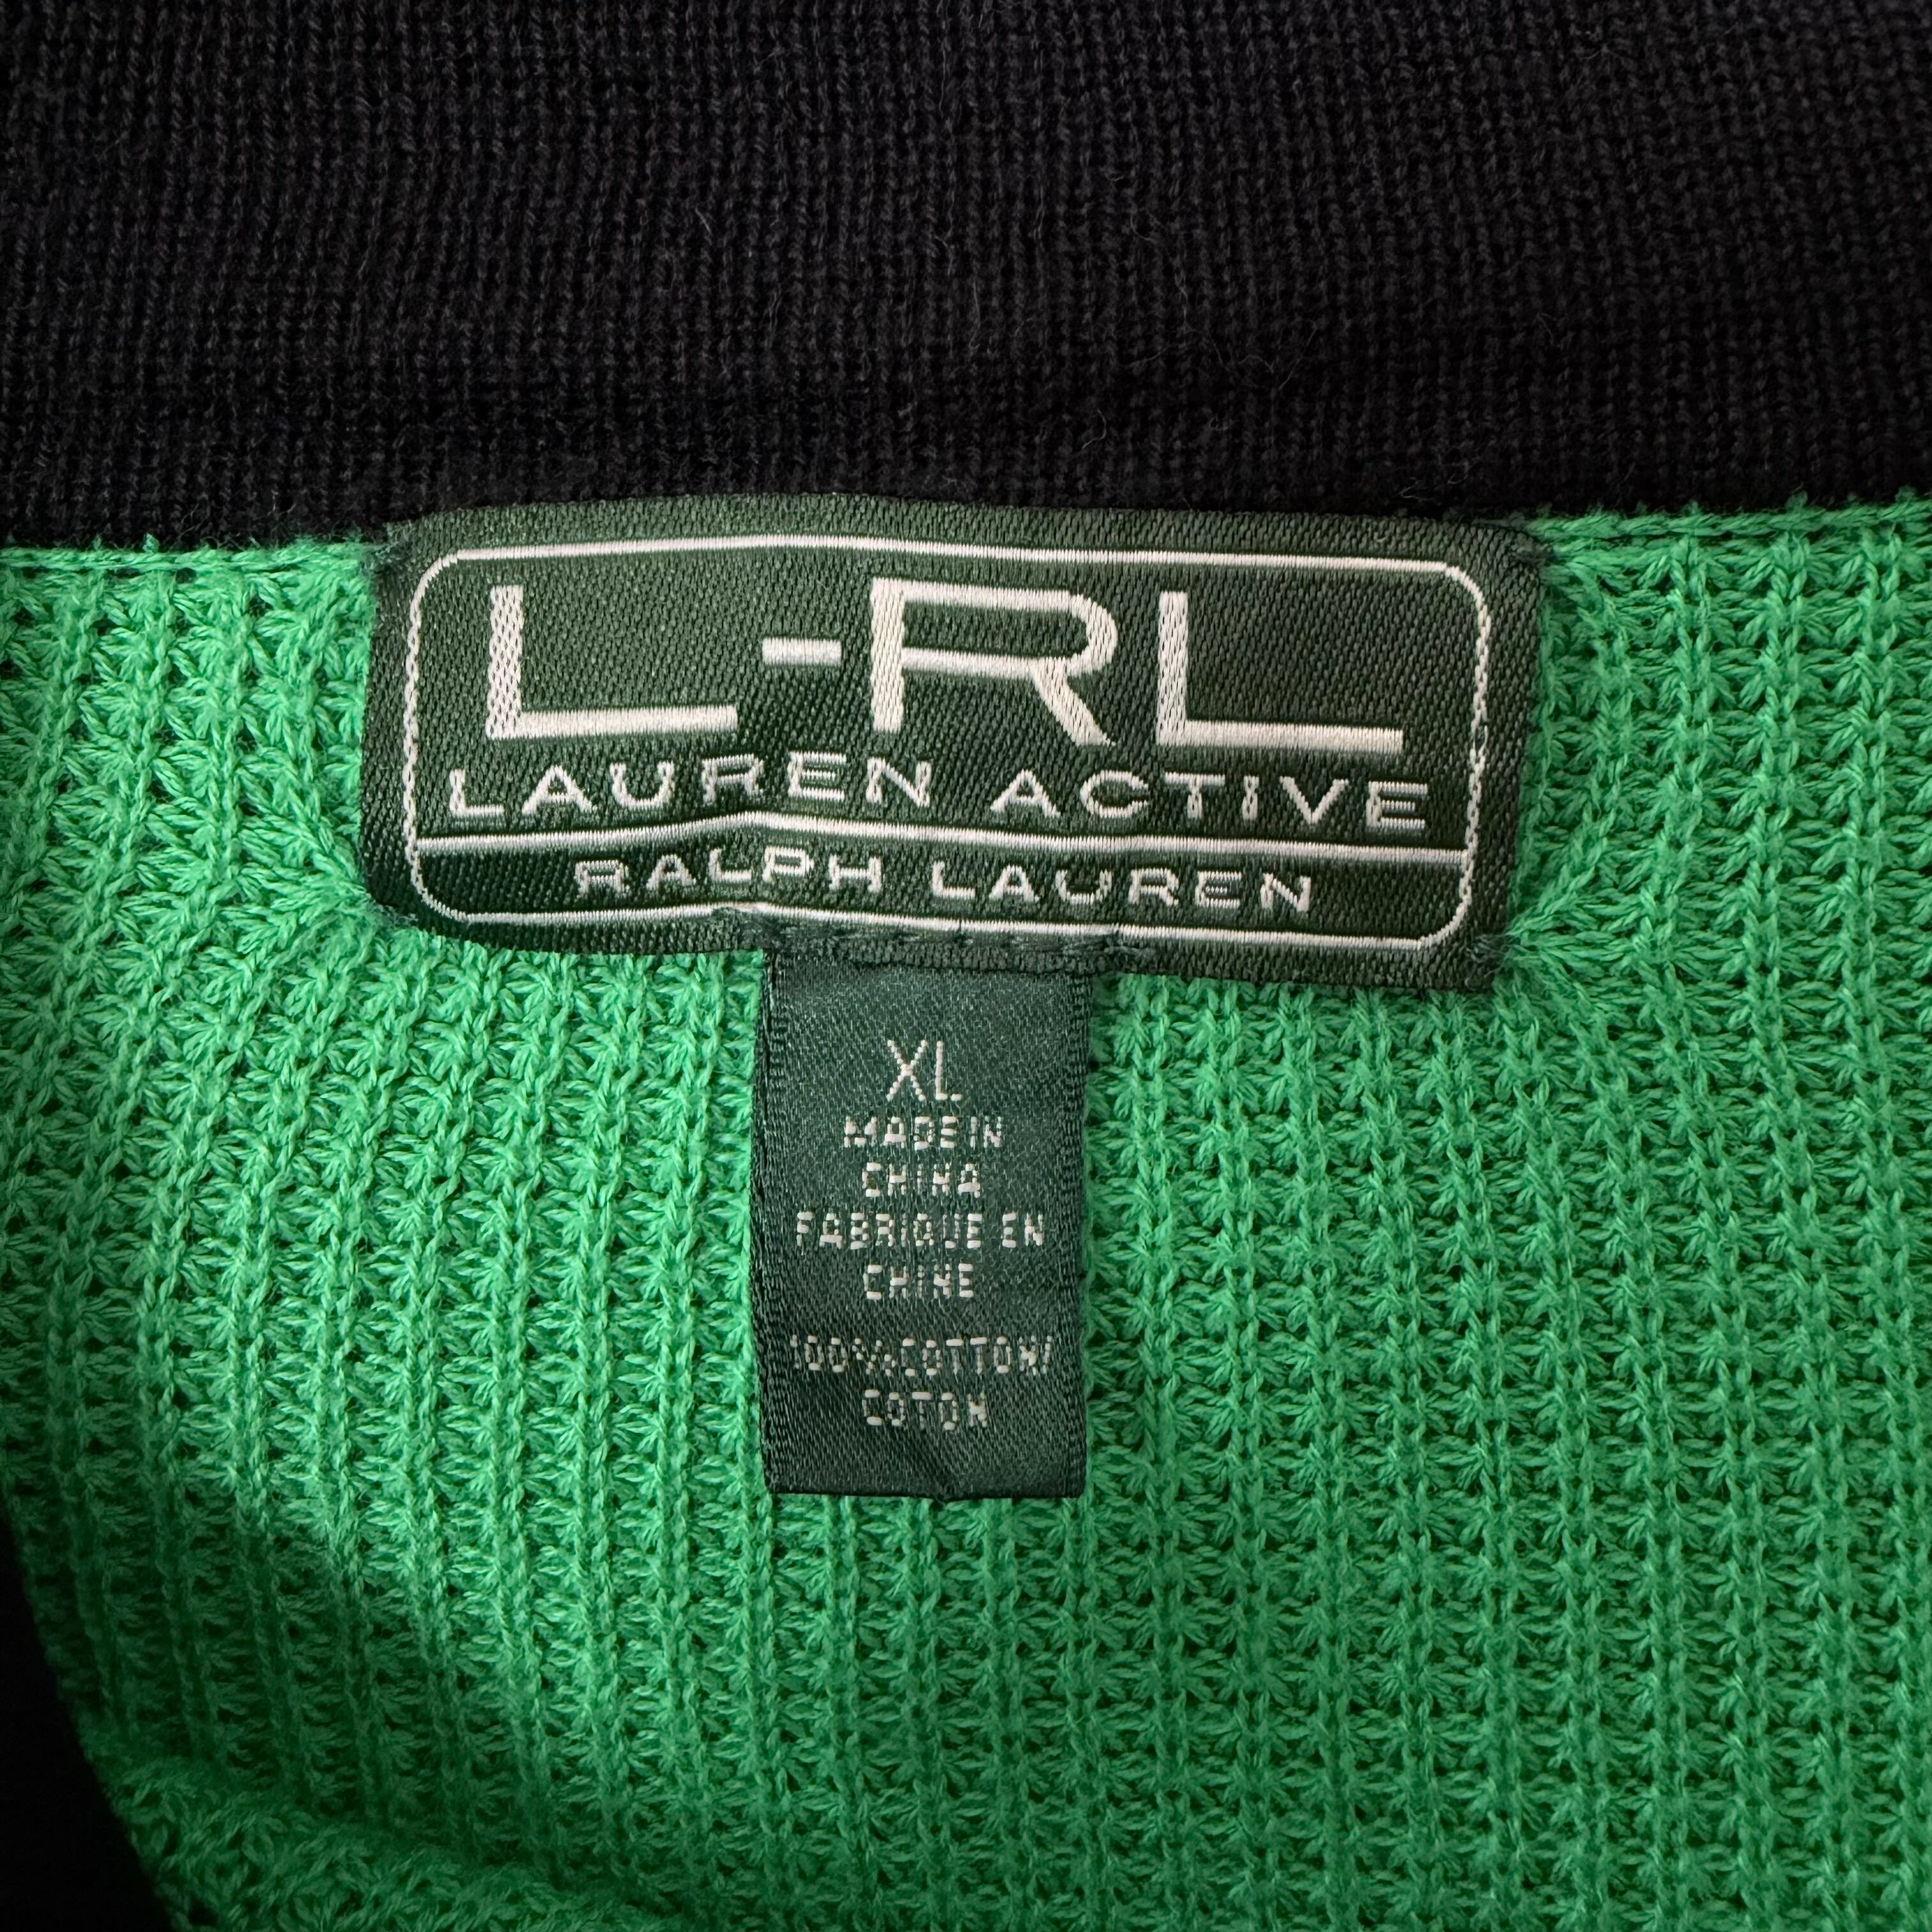 L-RL
LAUREN ACTIVE
RALPH LAUREN
XL
MADE IN
CHINA
FABRIQUE EN
CHINE
100% COTTON/
COTON